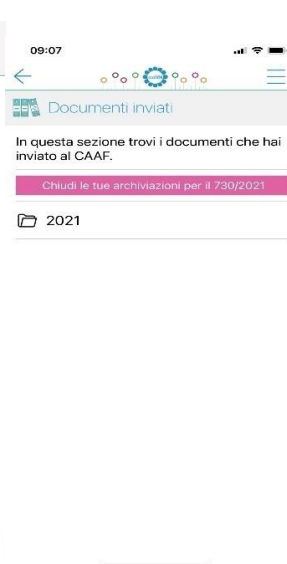 09:07
Documenti inviati
In questa sezione trovi i documenti che hai
inviato al CAAF.
Chiudi le tue archiviazioni per il 730/2021
2021